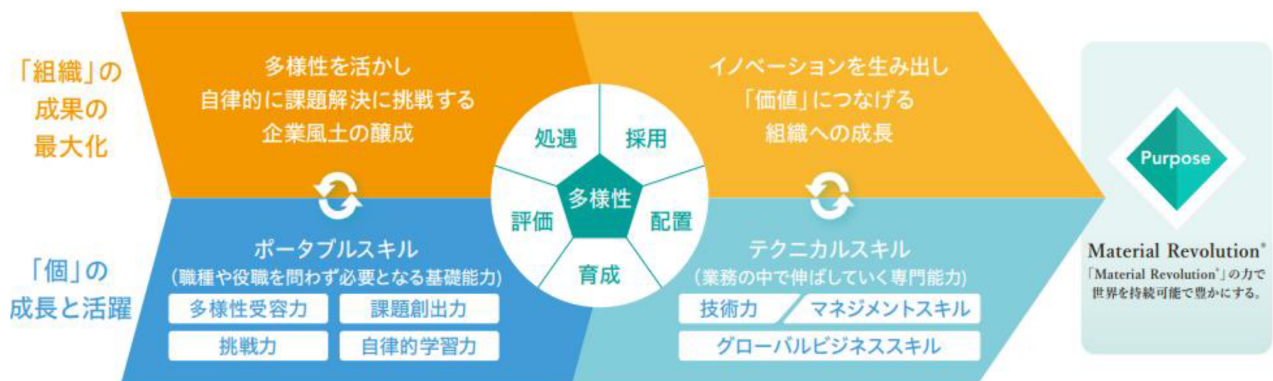 「組織」の
成果の
最大化
多様性を活かし
自律的に課題解決に挑戦する
企業風土の醸成
イノベーションを生み出し
「価値」につなげる
組織への成長
処遇
採用
多様性
評価
配置
育成
「個」の
成長と活躍
ポータブルスキル
(職種や役職を問わず必要となる基礎能力)
多様性受容力
課題創出力
挑戦力
自律的学習力
テクニカルスキル
(業務の中で伸ばしていく専門能力)
技術力
マネジメントスキル
グローバルビジネススキル
Purpose
Material Revolution®
「Material Revolution®」の力で
世界を持続可能で豊かにする。